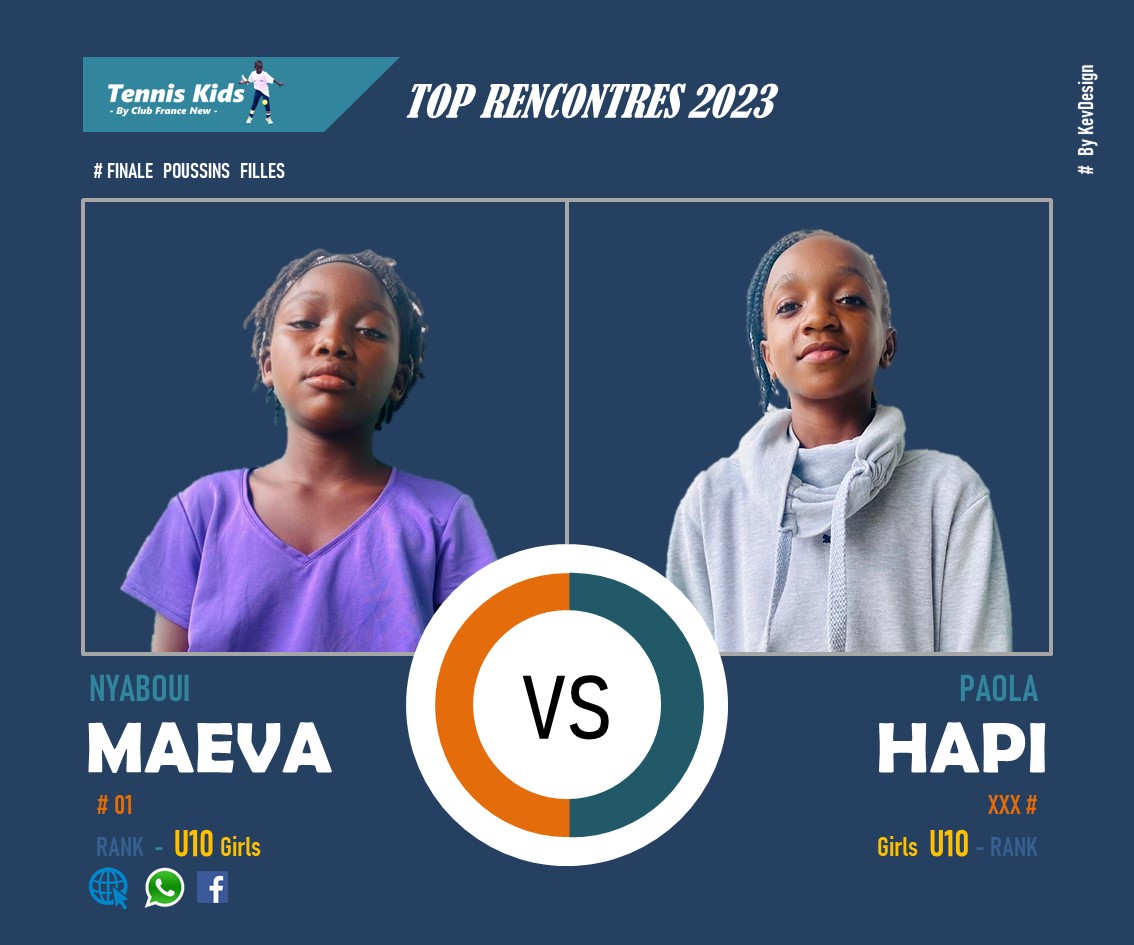 Tennis Kids
- By Club France New -
TOP RENCONTRES 2023
# By KevDesign
# FINALE POUSSINS FILLES
VS
NYABOUI
MAEVA
# 01
RANK - U10 Girls
PAOLA
HAPI
XXX #
Girls U10 - RANK